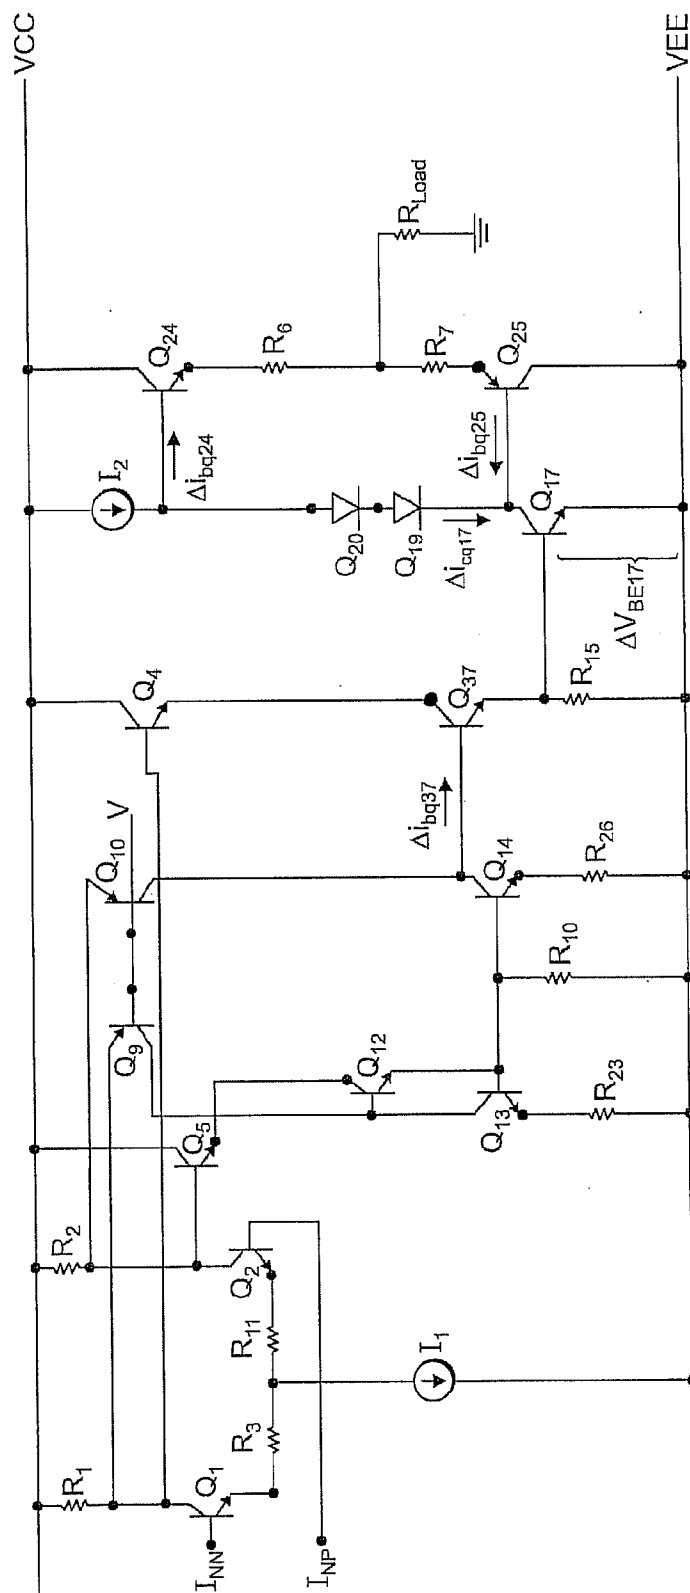 VCC
VEE
R1
R2
R3
R11
INN
INP
Q1
Q2
I1
Q5
Q9
Q10
V
Q12
Q13
Q14
R23
R10
R26
Δibq37
Q4
Q37
R15
ΔVBE17
Q17
I2
Δibq24
Q20
Q19
Δicq17
Δibq25
Q24
R6
R7
Q25
RLoad